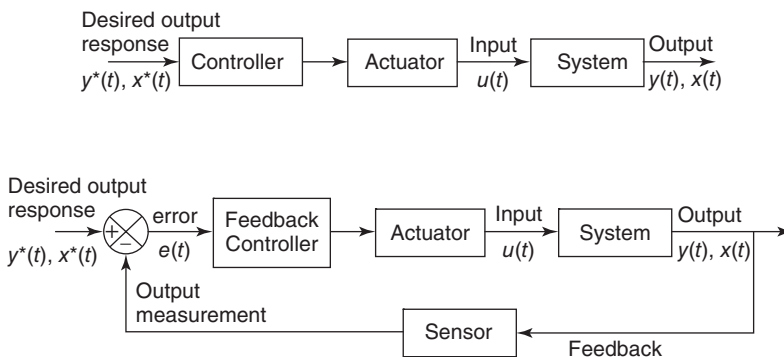 Desired output
response
y*(t), x*(t)
Controller
Actuator
Input
u(t)
System
Output
y(t), x(t)
Desired output
response
y*(t), x*(t)
+
−
error
e(t)
Feedback
Controller
Actuator
Input
u(t)
System
Output
y(t), x(t)
Output
measurement
Sensor
Feedback